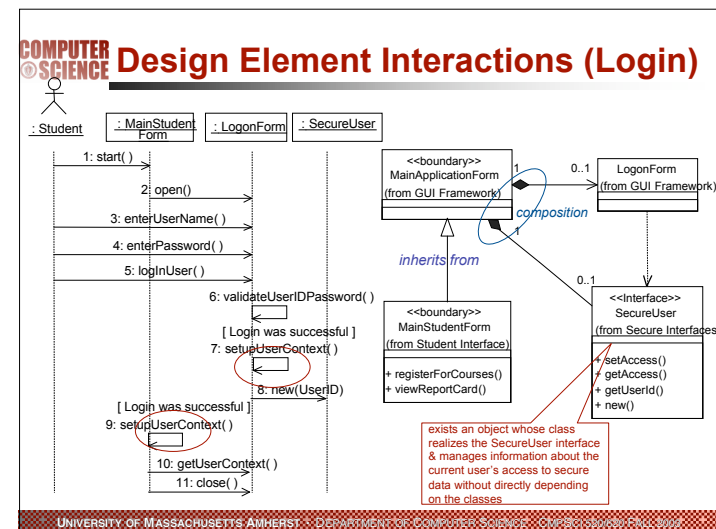 COMPUTER
SCIENCE
Design Element Interactions (Login)
: Student
: MainStudent
Form
: LogonForm
: SecureUser
1: start( )
2: open()
3: enterUserName( )
4: enterPassword( )
5: logInUser( )
6: validateUserIDPassword( )
[ Login was successful ]
7: setupUserContext( )
8: new(UserID)
[ Login was successful ]
9: setupUserContext( )
10: getUserContext( )
11: close( )
<<boundary>>
MainApplicationForm
(from GUI Framework)
1
0..1
LogonForm
(from GUI Framework)
composition
1
inherits from
0..1
<<boundary>>
MainStudentForm
(from Student Interface)
+ registerForCourses()
+ viewReportCard()
<<Interface>>
SecureUser
(from Secure Interfaces
+ setAccess()
+ getAccess()
+ getUserId()
+ new()
exists an object whose class
realizes the SecureUser interface
& manages information about the
current user's access to secure
data without directly depending
on the classes
UNIVERSITY OF MASSACHUSETTS AMHERST · DEPARTMENT OF COMPUTER SCIENCE · CMPSCI 520/620 FALL